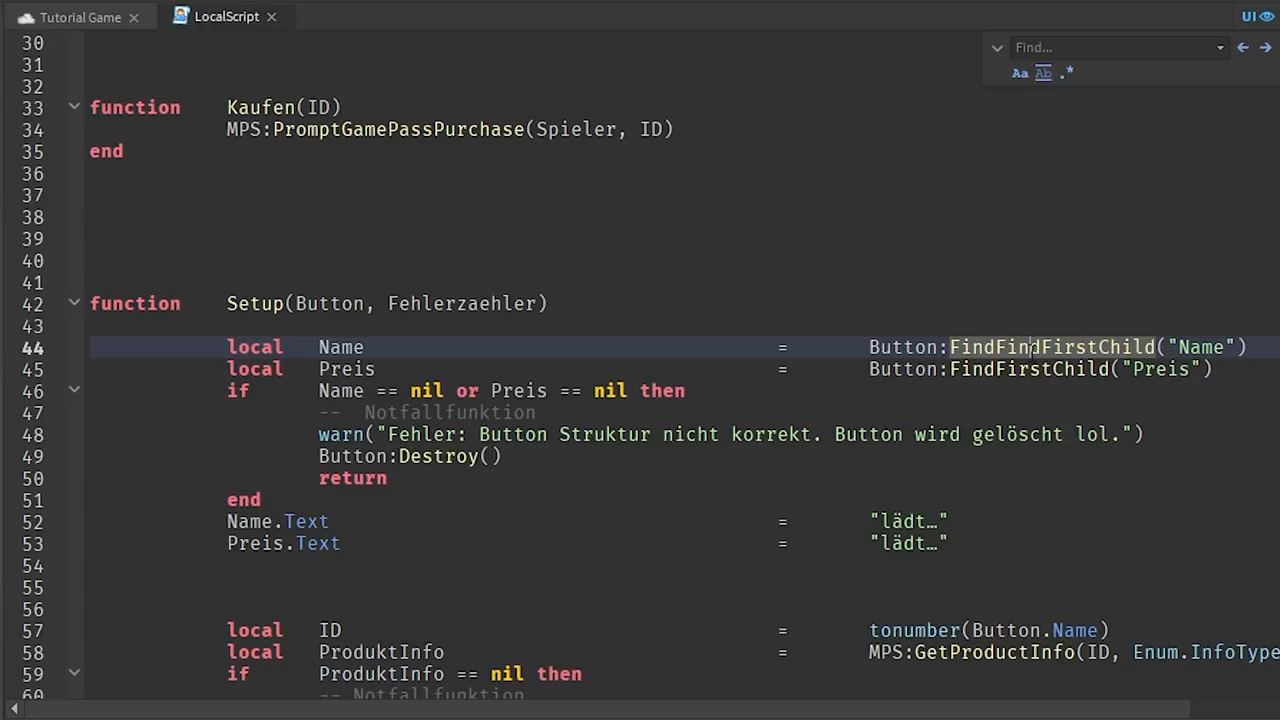 Tutorial Game
LocalScript
UI
Find...
Aa Ab .*
30
31
32
33 function Kaufen(ID)
34 MPS:PromptGamePassPurchase(Spieler, ID)
35 end
36
37
38
39
40
41
42 function Setup(Button, Fehlerzaehler)
43
44 local Name = Button:FindFindFirstChild("Name")
45 local Preis = Button:FindFirstChild("Preis")
46 if Name == nil or Preis == nil then
47 -- Notfallfunktion
48 warn("Fehler: Button Struktur nicht korrekt. Button wird gelöscht lol.")
49 Button:Destroy()
50 return
51 end
52 Name.Text = "lädt…"
53 Preis.Text = "lädt…"
54
55
56
57 local ID = tonumber(Button.Name)
58 local ProduktInfo = MPS:GetProductInfo(ID, Enum.InfoType
59 if ProduktInfo == nil then
60 -- Notfallfunktion